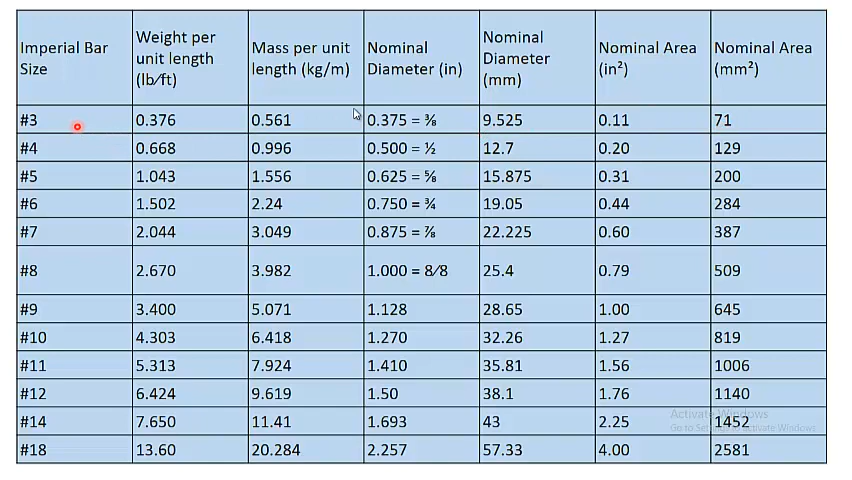 Imperial Bar Size	Weight per unit length (lb/ft)	Mass per unit length (kg/m)	Nominal Diameter (in)	Nominal Diameter (mm)	Nominal Area (in²)	Nominal Area (mm²)
#3	0.376	0.561	0.375 = ⅜	9.525	0.11	71
#4	0.668	0.996	0.500 = ½	12.7	0.20	129
#5	1.043	1.556	0.625 = ⅝	15.875	0.31	200
#6	1.502	2.24	0.750 = ¾	19.05	0.44	284
#7	2.044	3.049	0.875 = ⅞	22.225	0.60	387
#8	2.670	3.982	1.000 = 8⁄8	25.4	0.79	509
#9	3.400	5.071	1.128	28.65	1.00	645
#10	4.303	6.418	1.270	32.26	1.27	819
#11	5.313	7.924	1.410	35.81	1.56	1006
#12	6.424	9.619	1.50	38.1	1.76	1140
#14	7.650	11.41	1.693	43	2.25	1452
#18	13.60	20.284	2.257	57.33	4.00	2581
Activate Windows
Go to Settings to activate Windows